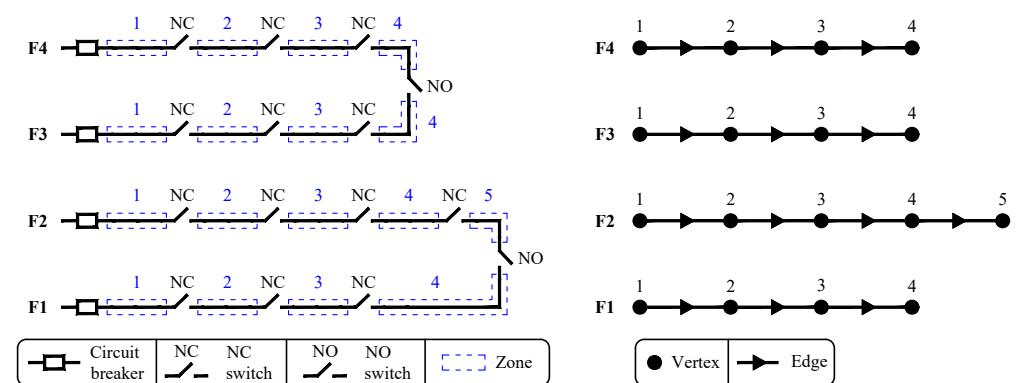 1 NC 2 NC 3 NC 4
F4
NO
1 NC 2 NC 3 NC
F3
4
1 NC 2 NC 3 NC 4 NC 5
F2
NO
1 NC 2 NC 3 NC 4
F1
Circuit breaker
NC
NC switch
NO
NO switch
Zone
1 2 3 4
F4
1 2 3 4
F3
1 2 3 4 5
F2
1 2 3 4
F1
Vertex
Edge